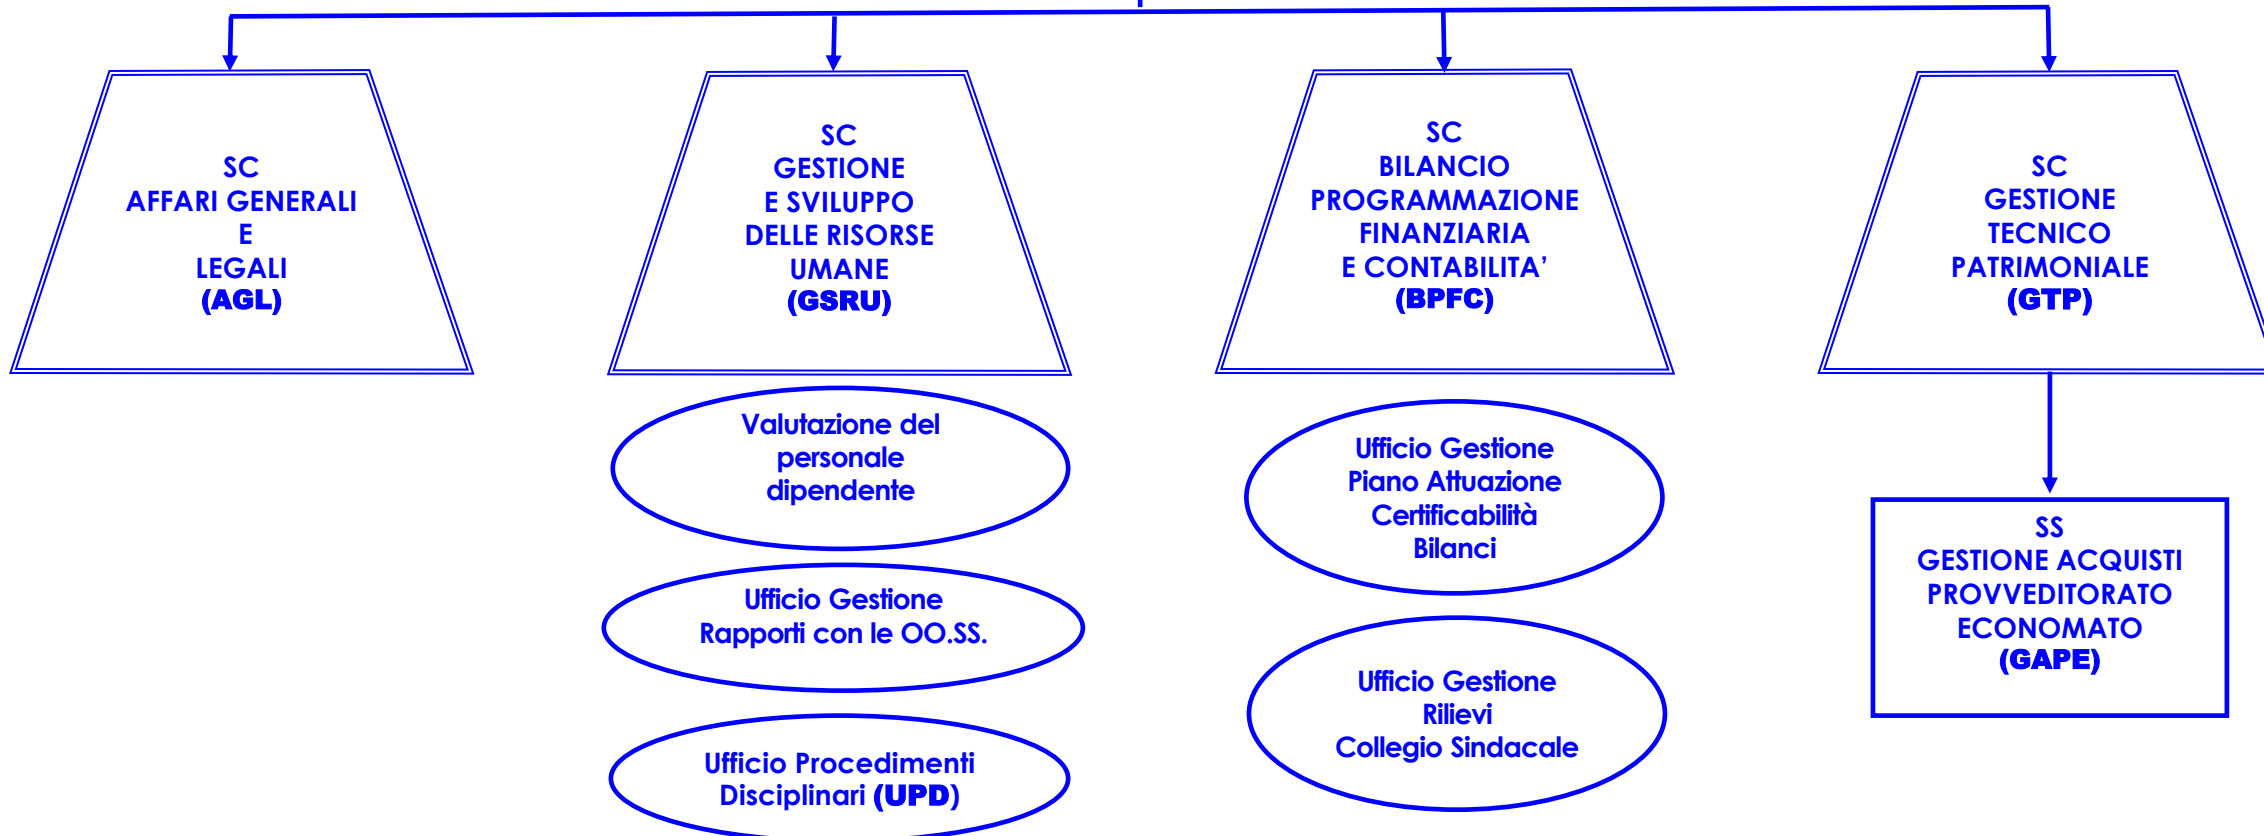 SC
AFFARI GENERALI
E
LEGALI
(AGL)
SC
GESTIONE
E SVILUPPO
DELLE RISORSE
UMANE
(GSRU)
SC
BILANCIO
PROGRAMMAZIONE
FINANZIARIA
E CONTABILITA’
(BPFC)
SC
GESTIONE
TECNICO
PATRIMONIALE
(GTP)
Valutazione del
personale
dipendente
Ufficio Gestione
Rapporti con le OO.SS.
Ufficio Procedimenti
Disciplinari (UPD)
Ufficio Gestione
Piano Attuazione
Certificabilità
Bilanci
Ufficio Gestione
Rilievi
Collegio Sindacale
SS
GESTIONE ACQUISTI
PROVVEDITORATO
ECONOMATO
(GAPE)